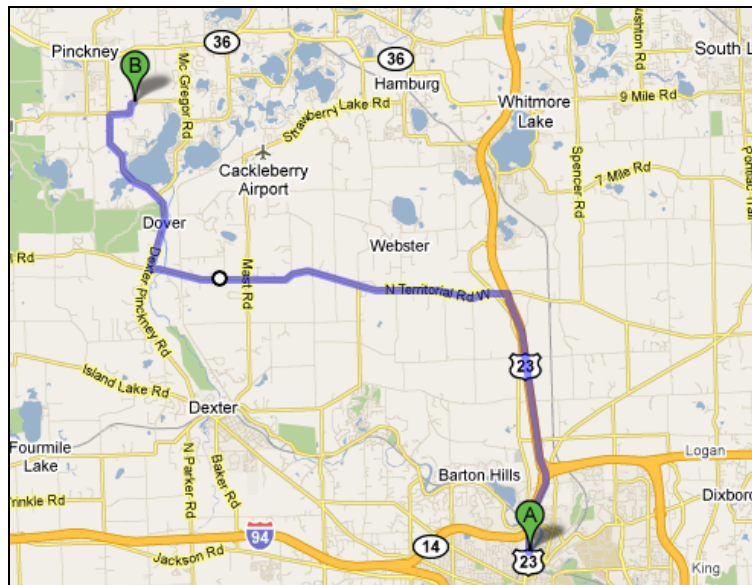 Pinckney
B
36
Mc Gregor Rd
36
Hamburg
Strawberry Lake Rd
Whitmore
Lake
9 Mile Rd
South L
Spencer Rd
7 Mile Rd
Cackleberry
Airport
Dover
Webster
Rd
Mast Rd
Dexter Pinckney Rd
N Territorial Rd W
23
Island Lake Rd
Dexter
Fourmile
Lake
N Parker Rd
Baker Rd
Barton Hills
Logan
Dixbor
A
94
Jackson Rd
14
23
King